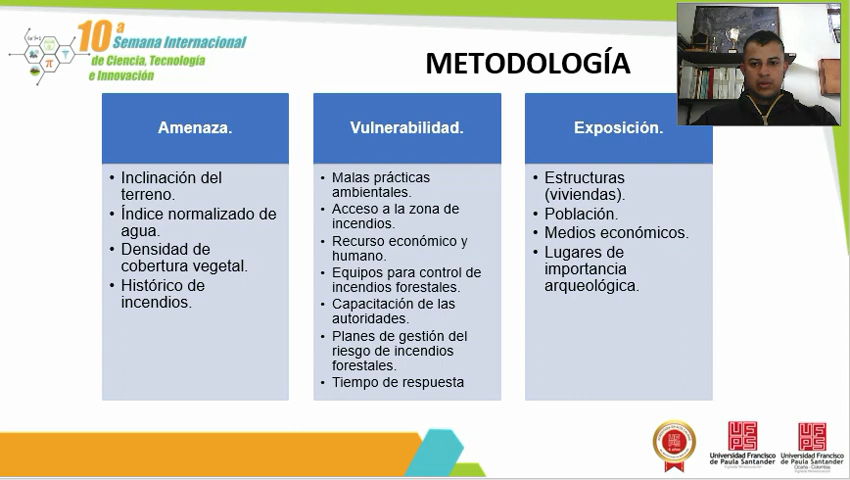 10ª
Semana Internacional
de Ciencia, Tecnología
e Innovación
METODOLOGÍA
Amenaza.
• Inclinación del
terreno.
• Índice normalizado de
agua.
• Densidad de
cobertura vegetal.
• Histórico de
incendios.
Vulnerabilidad.
• Malas prácticas
ambientales.
• Acceso a la zona de
incendios.
• Recurso económico y
humano.
• Equipos para control de
incendios forestales.
• Capacitación de las
autoridades.
• Planes de gestión del
riesgo de incendios
forestales.
• Tiempo de respuesta
Exposición.
• Estructuras
(viviendas).
• Población.
• Medios económicos.
• Lugares de
importancia
arqueológica.
UFPS
Universidad Francisco
de Paula Santander
UFPS
Universidad Francisco
de Paula Santander
Ocaña - Colombia